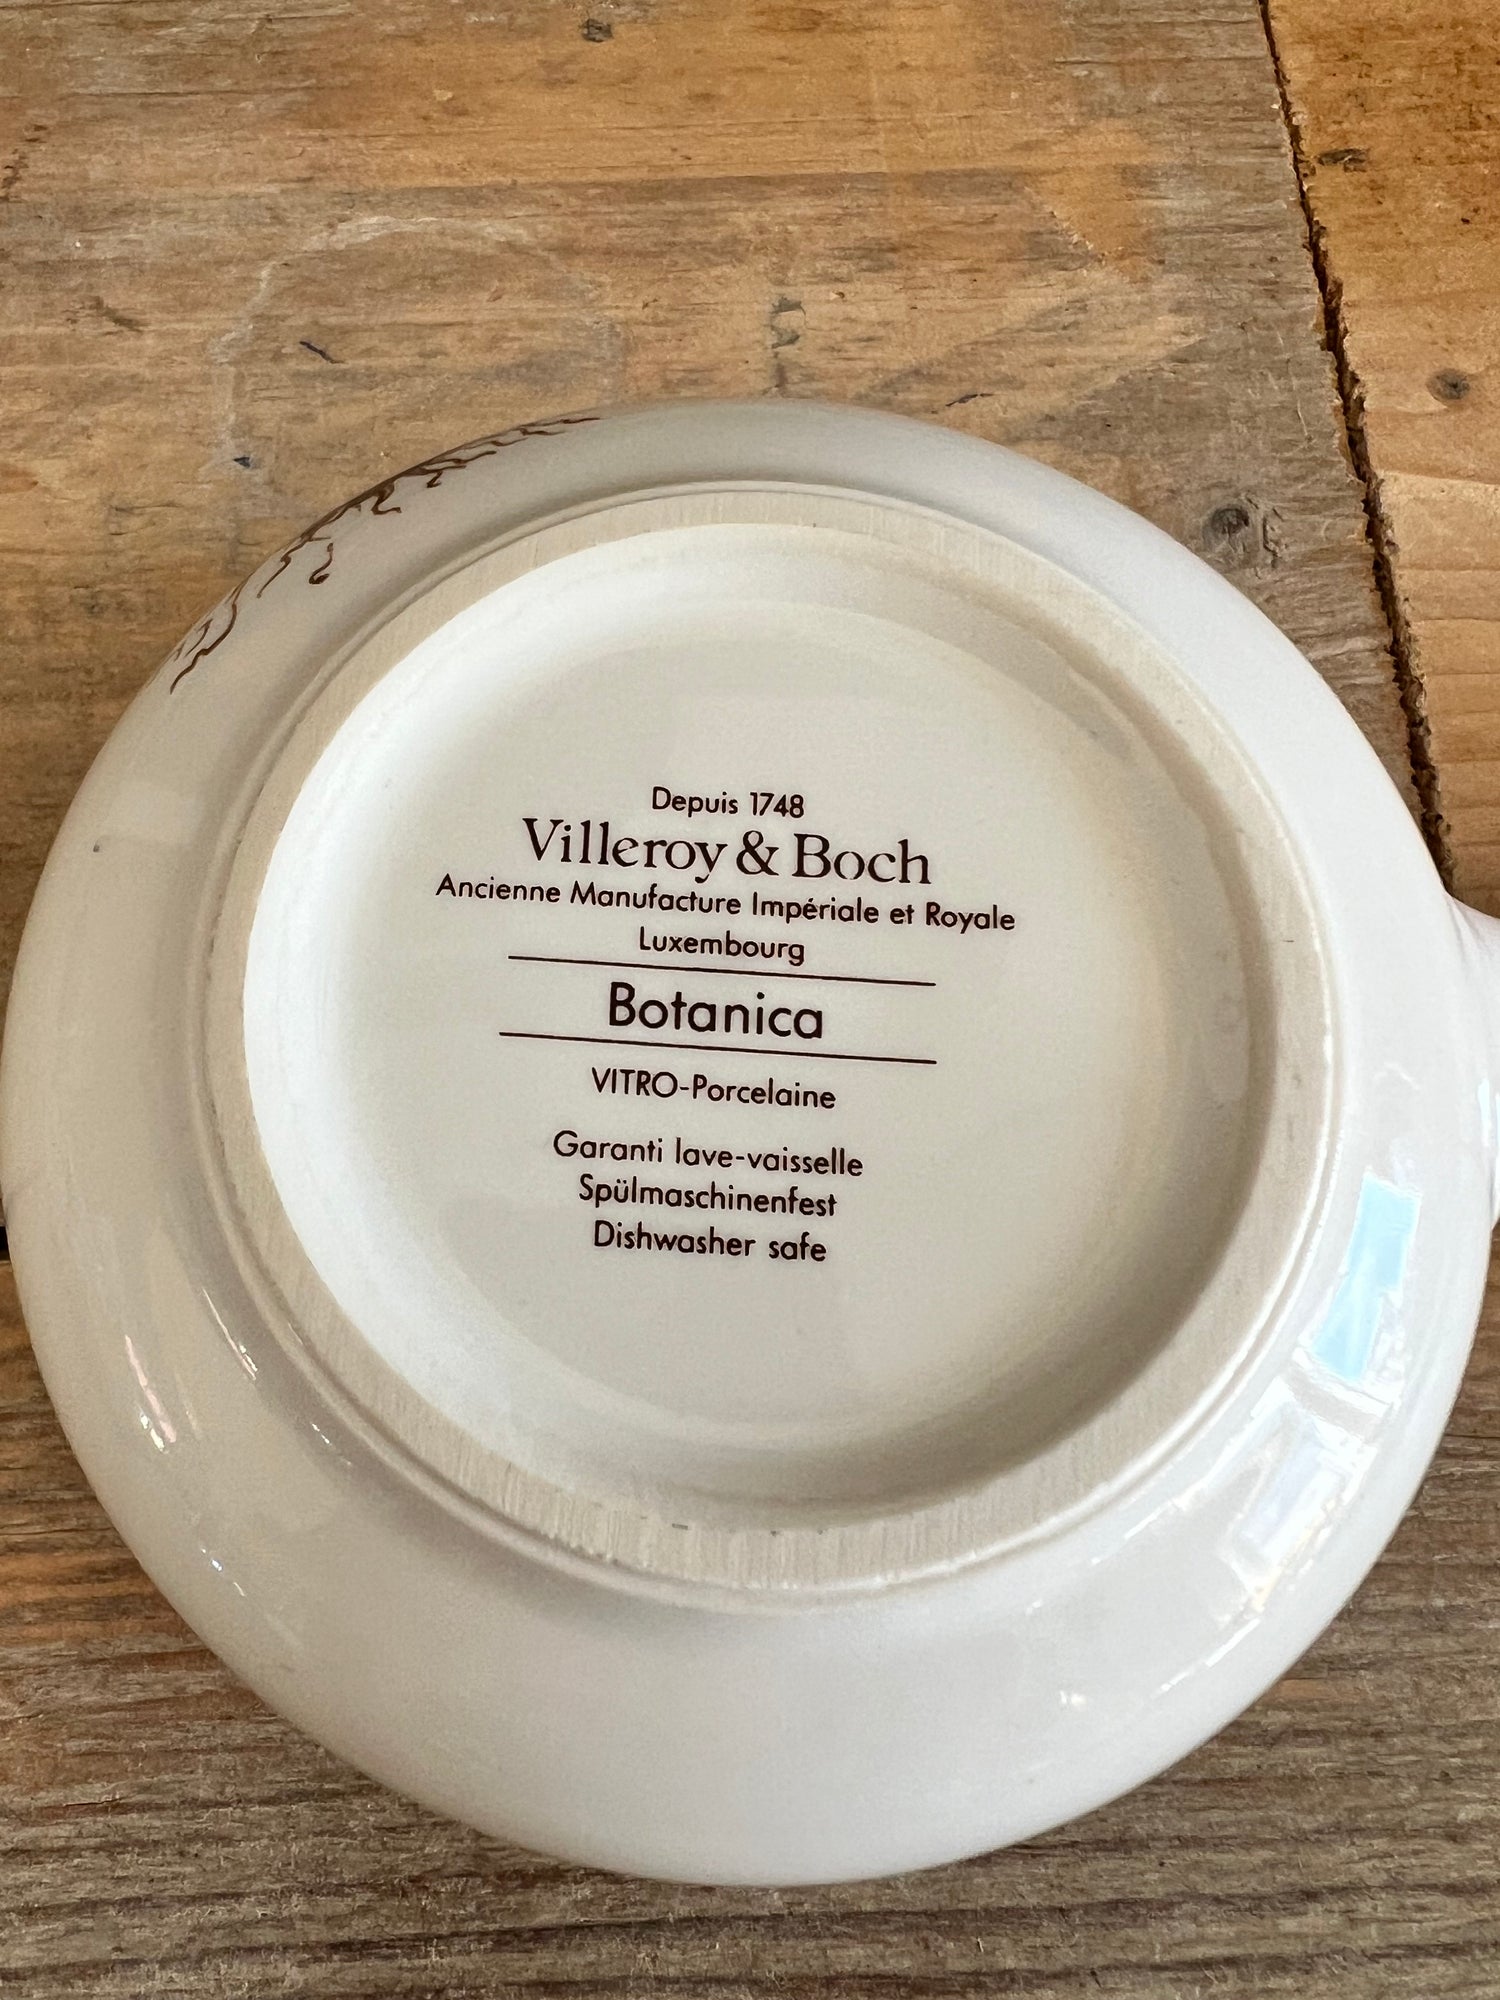 Depuis 1748
Villeroy & Boch
Ancienne Manufacture Impériale et Royale
Luxembourg
Botanica
VITRO-Porcelaine
Garanti lave-vaisselle
Spülmaschinenfest
Dishwasher safe